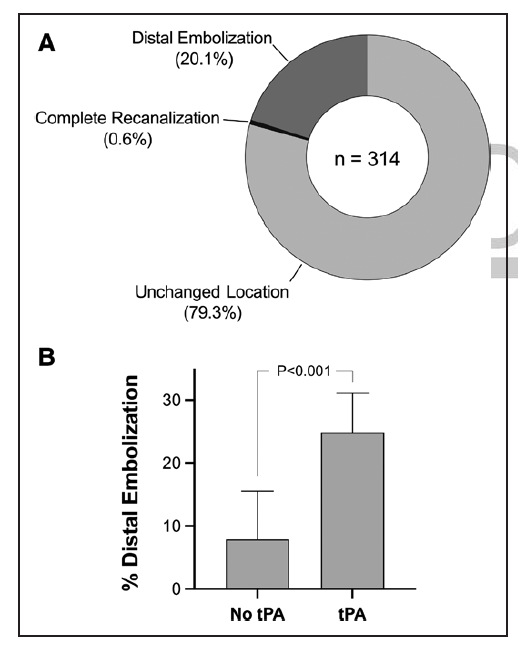 A
Distal Embolization
(20.1%)
Complete Recanalization
(0.6%)
n = 314
Unchanged Location
(79.3%)
B
P<0.001
% Distal Embolization
30
20
10
0
No tPA
tPA